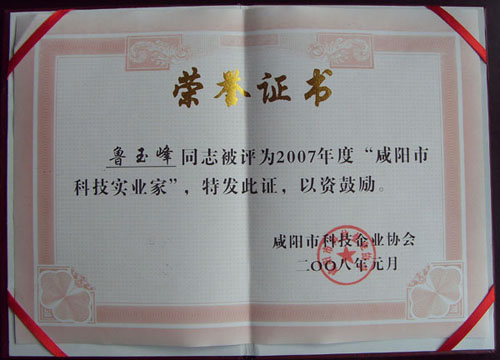 荣誉证书
鲁玉峰同志被评为2007年度“咸阳市
科技实业家”，特发此证，以资鼓励。
咸阳市科技企业协会
二〇〇八年元月